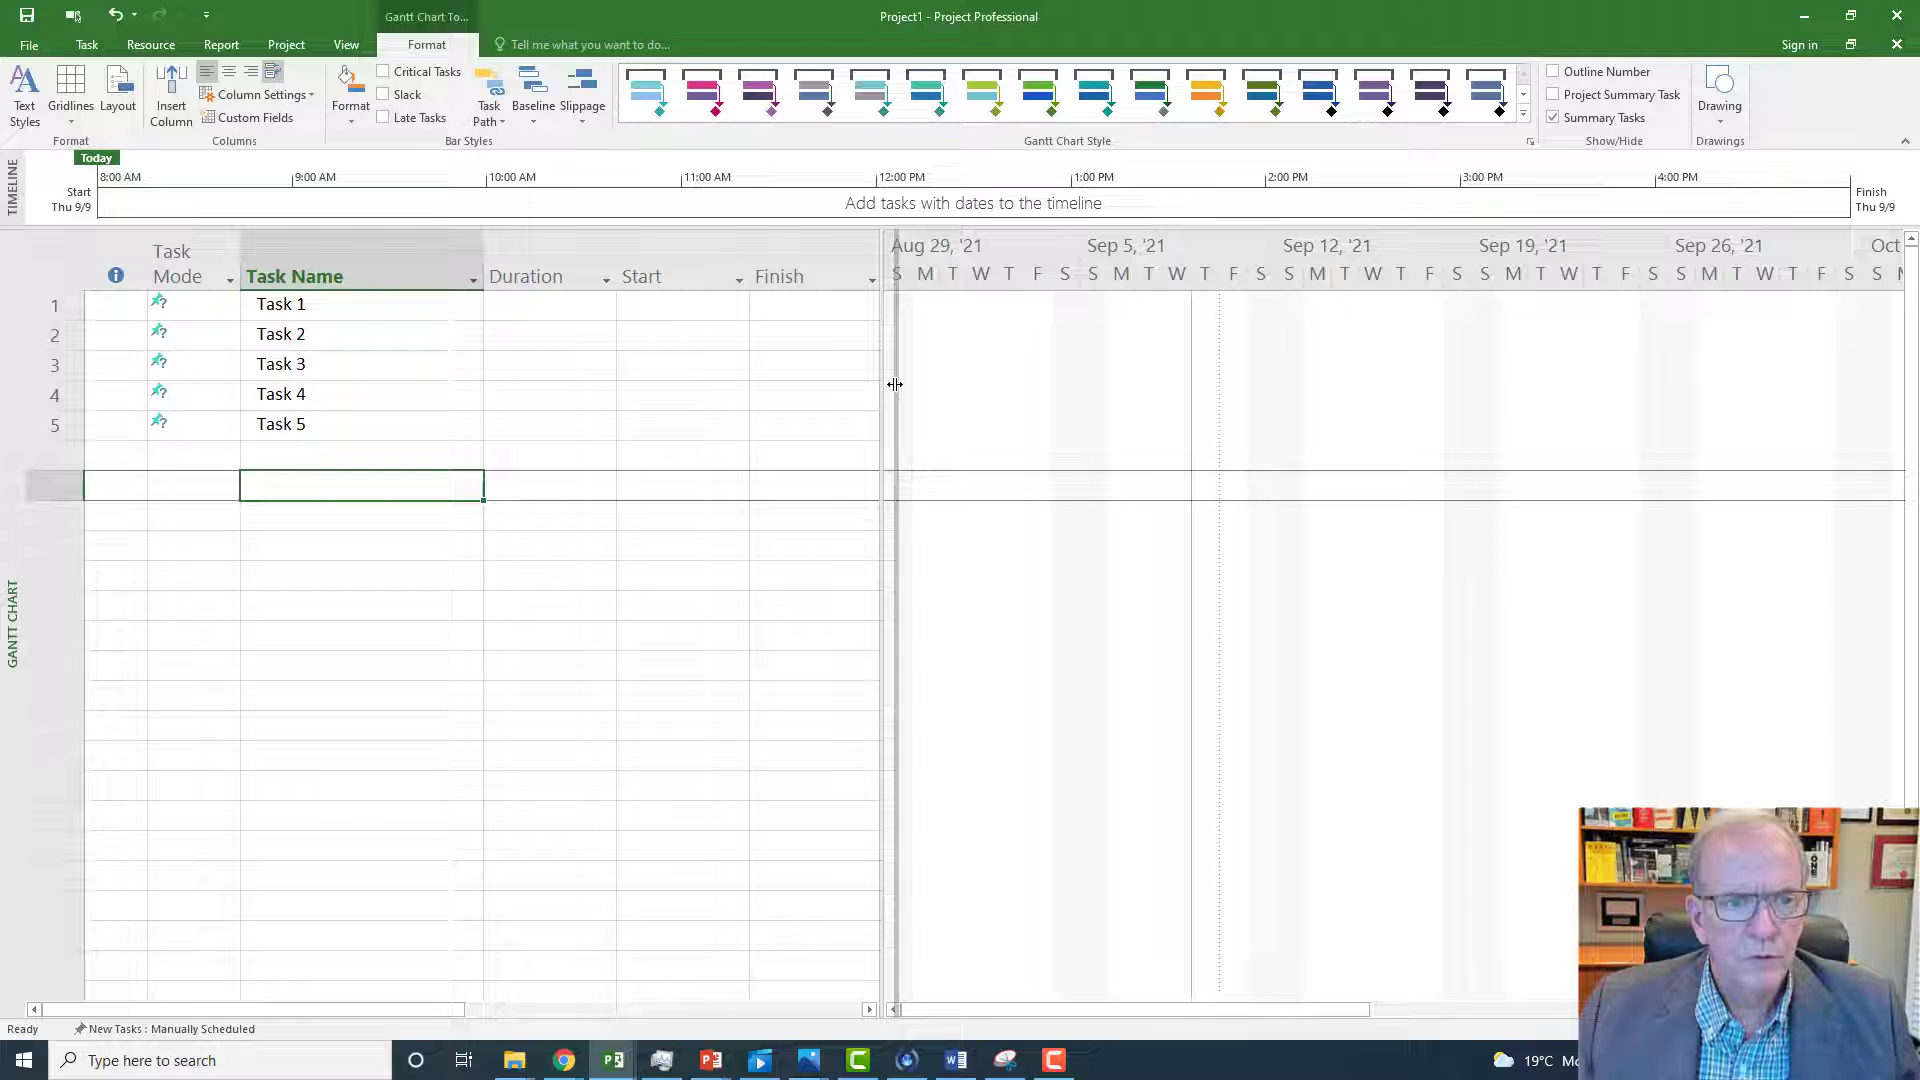 Gantt Chart To...
Project1 - Project Professional
File
Task
Resource
Report
Project
View
Format
Tell me what you want to do...
Sign in
Text Styles
Gridlines
Layout
Format
Insert Column
Column Settings
Custom Fields
Columns
Format
Critical Tasks
Slack
Late Tasks
Task Path
Baseline
Slippage
Bar Styles
Gantt Chart Style
Outline Number
Project Summary Task
Summary Tasks
Show/Hide
Drawing
Drawings
TIMELINE
Today
8:00 AM
9:00 AM
10:00 AM
11:00 AM
12:00 PM
1:00 PM
2:00 PM
3:00 PM
4:00 PM
Start
Thu 9/9
Add tasks with dates to the timeline
Finish
Thu 9/9
Task Mode
Task Name
Duration
Start
Finish
Aug 29, '21
Sep 5, '21
Sep 12, '21
Sep 19, '21
Sep 26, '21
Oct
S M T W T F S S M T W T F S S M T W T F S S M T W T F S S M T W T F S S
1 Task 1
2 Task 2
3 Task 3
4 Task 4
5 Task 5
GANTT CHART
Ready
New Tasks : Manually Scheduled
Type here to search
19°C